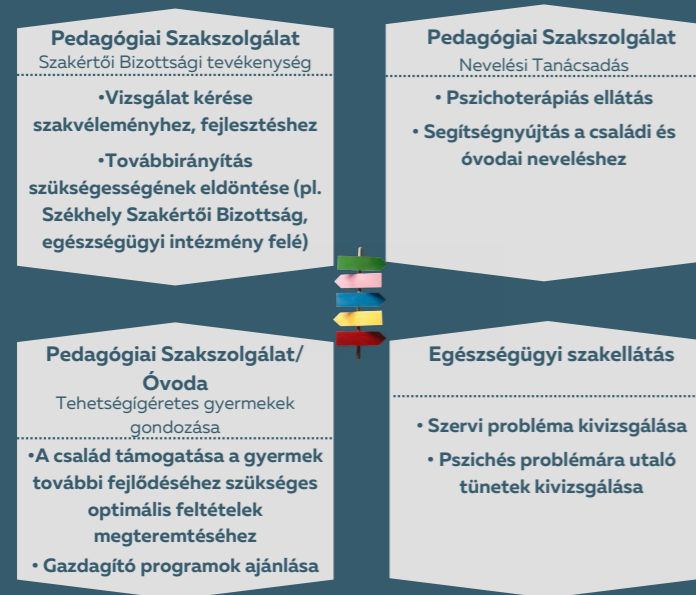 Pedagógiai Szakszolgálat
Szakértői Bizottsági tevékenység
•Vizsgálat kérése
szakvéleményhez, fejlesztéshez
•Továbbirányítás
szükségességének eldöntése (pl.
Székhely Szakértői Bizottság,
egészségügyi intézmény felé)
Pedagógiai Szakszolgálat
Nevelési Tanácsadás
• Pszichoterápiás ellátás
• Segítségnyújtás a családi és
óvodai neveléshez
Pedagógiai Szakszolgálat/
Óvoda
Tehetségígéretes gyermekek
gondozása
•A család támogatása a gyermek
további fejlődéséhez szükséges
optimális feltételek
megteremtéséhez
• Gazdagító programok ajánlása
Egészségügyi szakellátás
• Szervi probléma kivizsgálása
• Pszichés problémára utaló
tünetek kivizsgálása